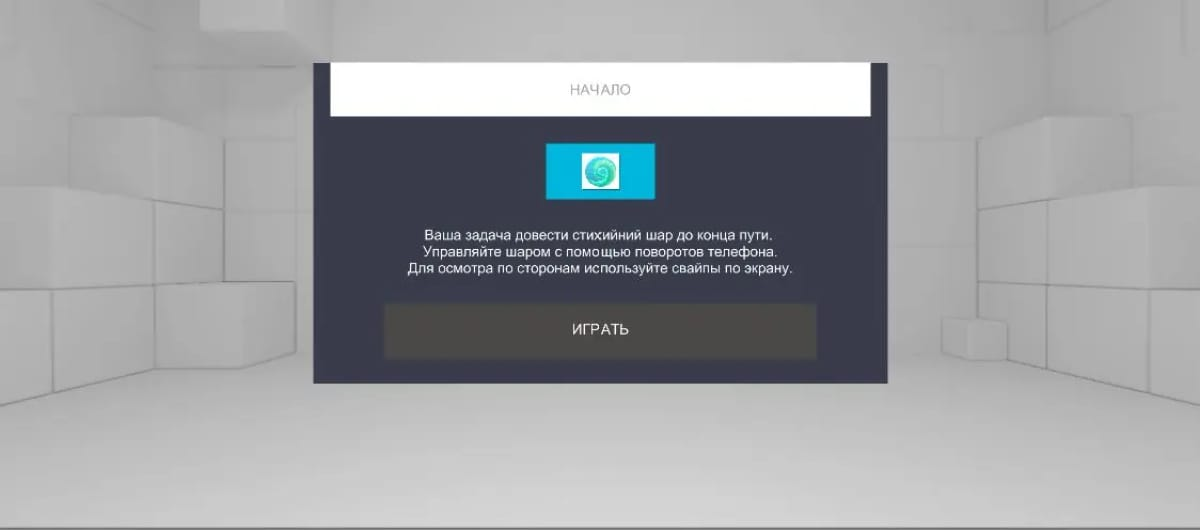 НАЧАЛО
Ваша задача довести стихийний шар до конца пути.
Управляйте шаром с помощью поворотов телефона.
Для осмотра по сторонам используйте свайпы по экрану.
ИГРАТЬ